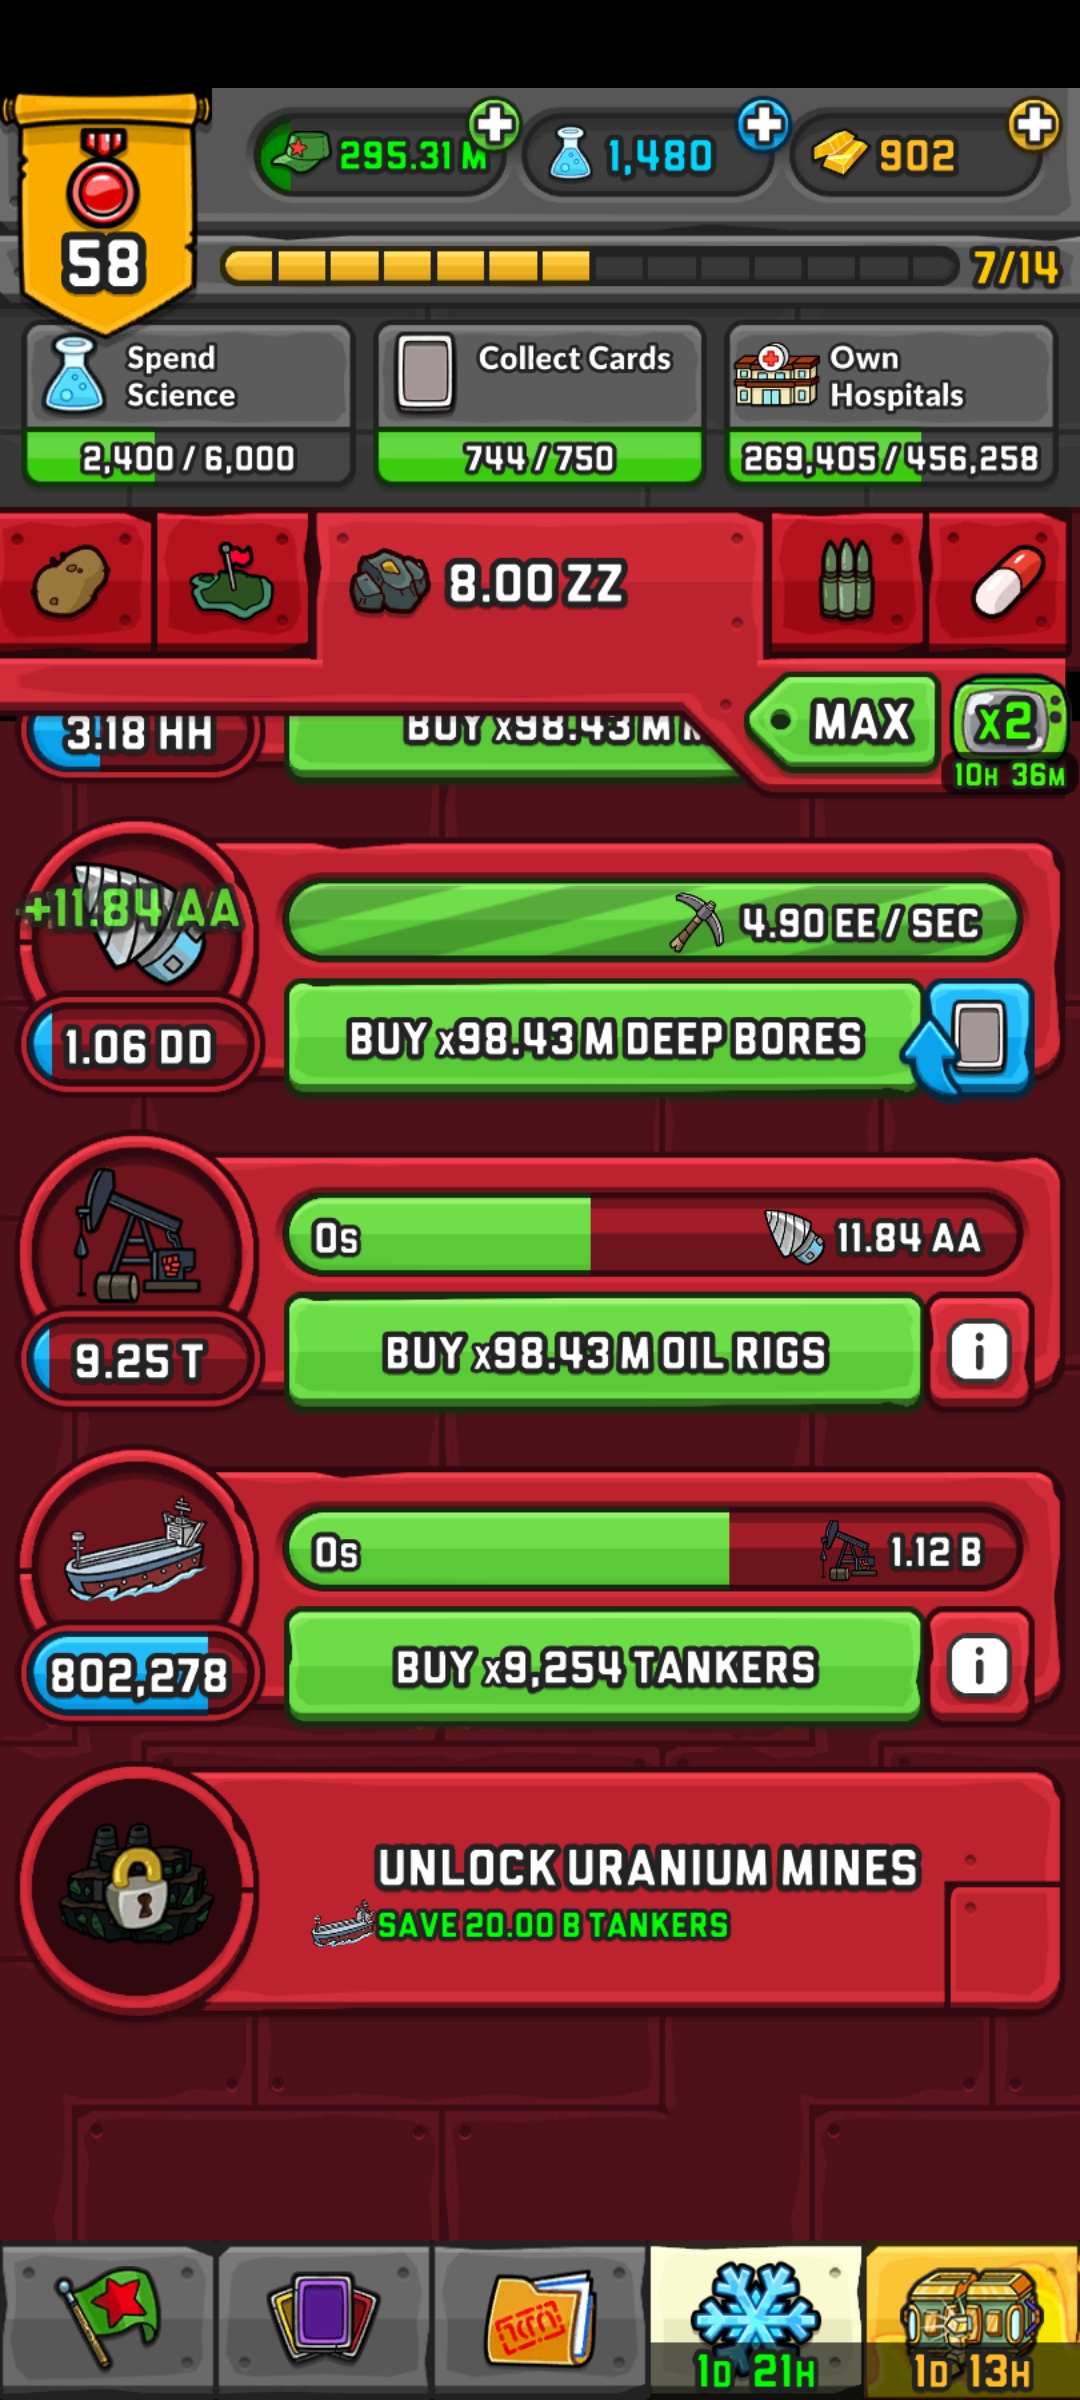 295.31 M
1,480
902
58
7/14
Spend
Science
Collect Cards
Own
Hospitals
2,400 / 6,000
744 / 750
269,405 / 456,258
8.00 ZZ
MAX
x2
10H 36M
3.18 HH
BUY x98.43 M
+11.84 AA
4.90 EE / SEC
1.06 DD
BUY x98.43 M DEEP BORES
0s
11.84 AA
9.25 T
BUY x98.43 M OIL RIGS
i
0s
1.12 B
802,278
BUY x9,254 TANKERS
i
UNLOCK URANIUM MINES
SAVE 20.00 B TANKERS
1D 21H
1D 13H